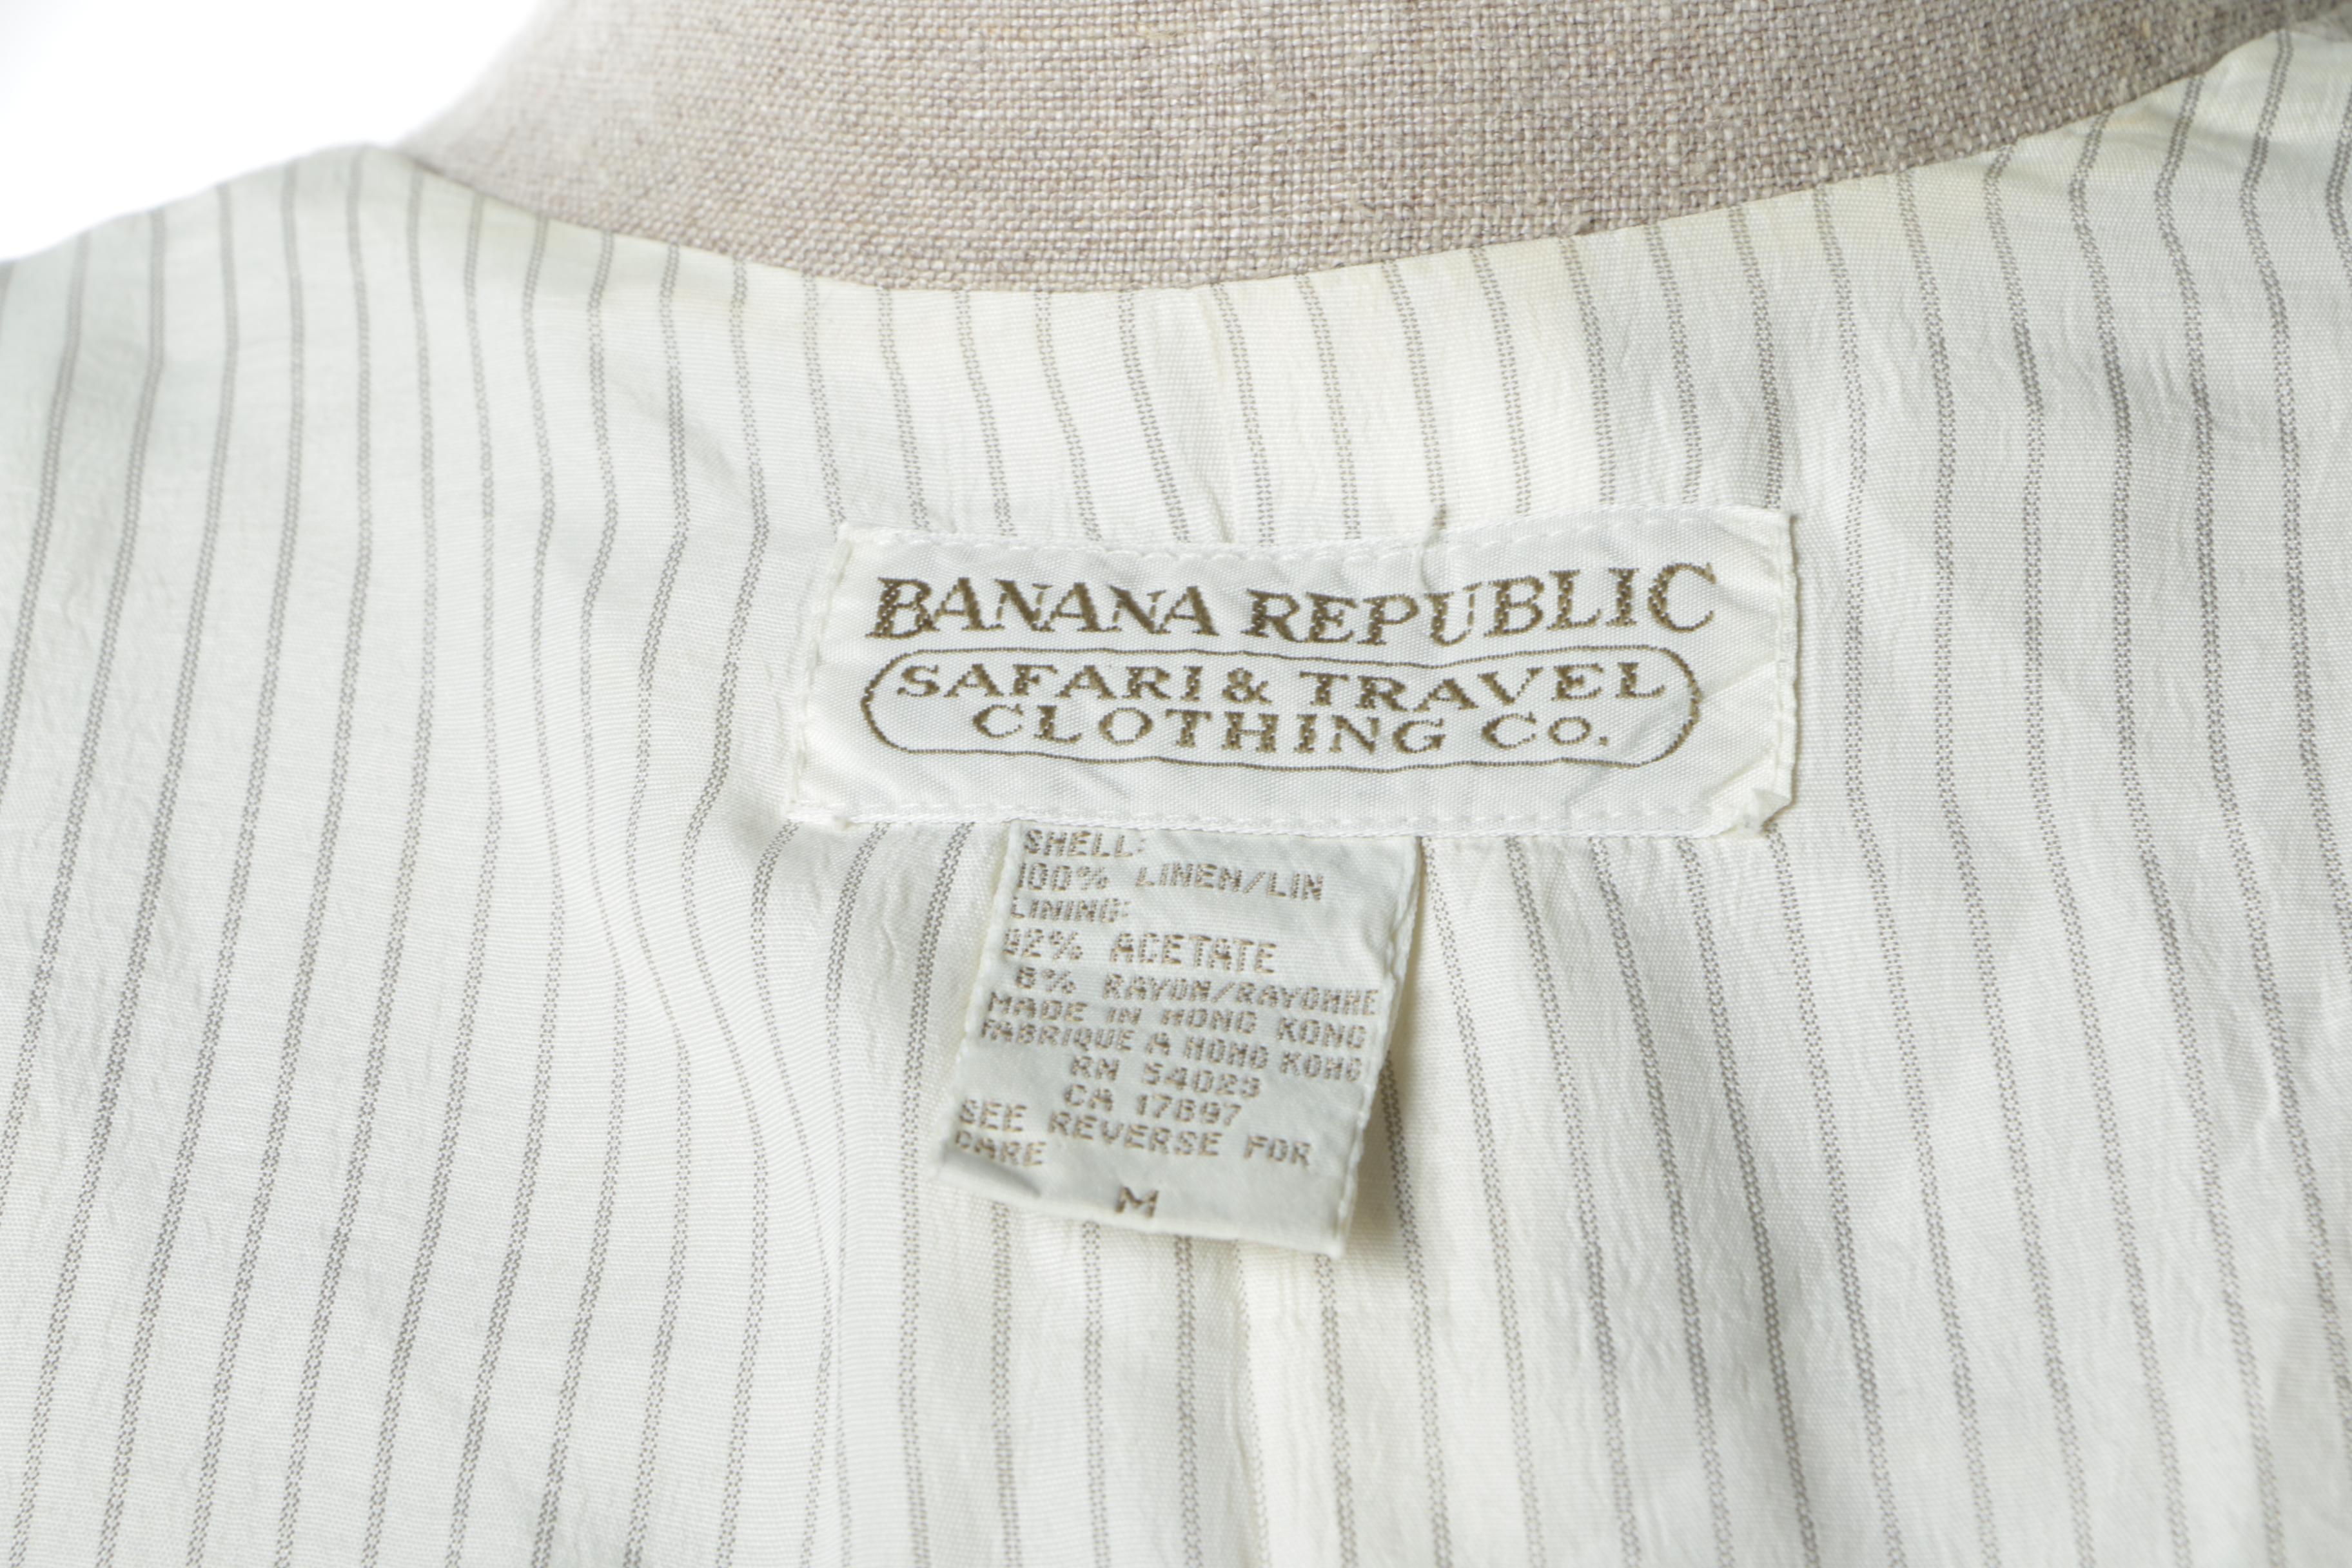 BANANA REPUBLIC
SAFARI & TRAVEL
CLOTHING CO.
SHELL:
100% LINEN/LIN
LINING:
92% ACETATE
8% RAYON/RAYONNE
MADE IN HONG KONG
FABRIQUE A HONG KONG
RN 54023
CA 17897
SEE REVERSE FOR
CARE
M